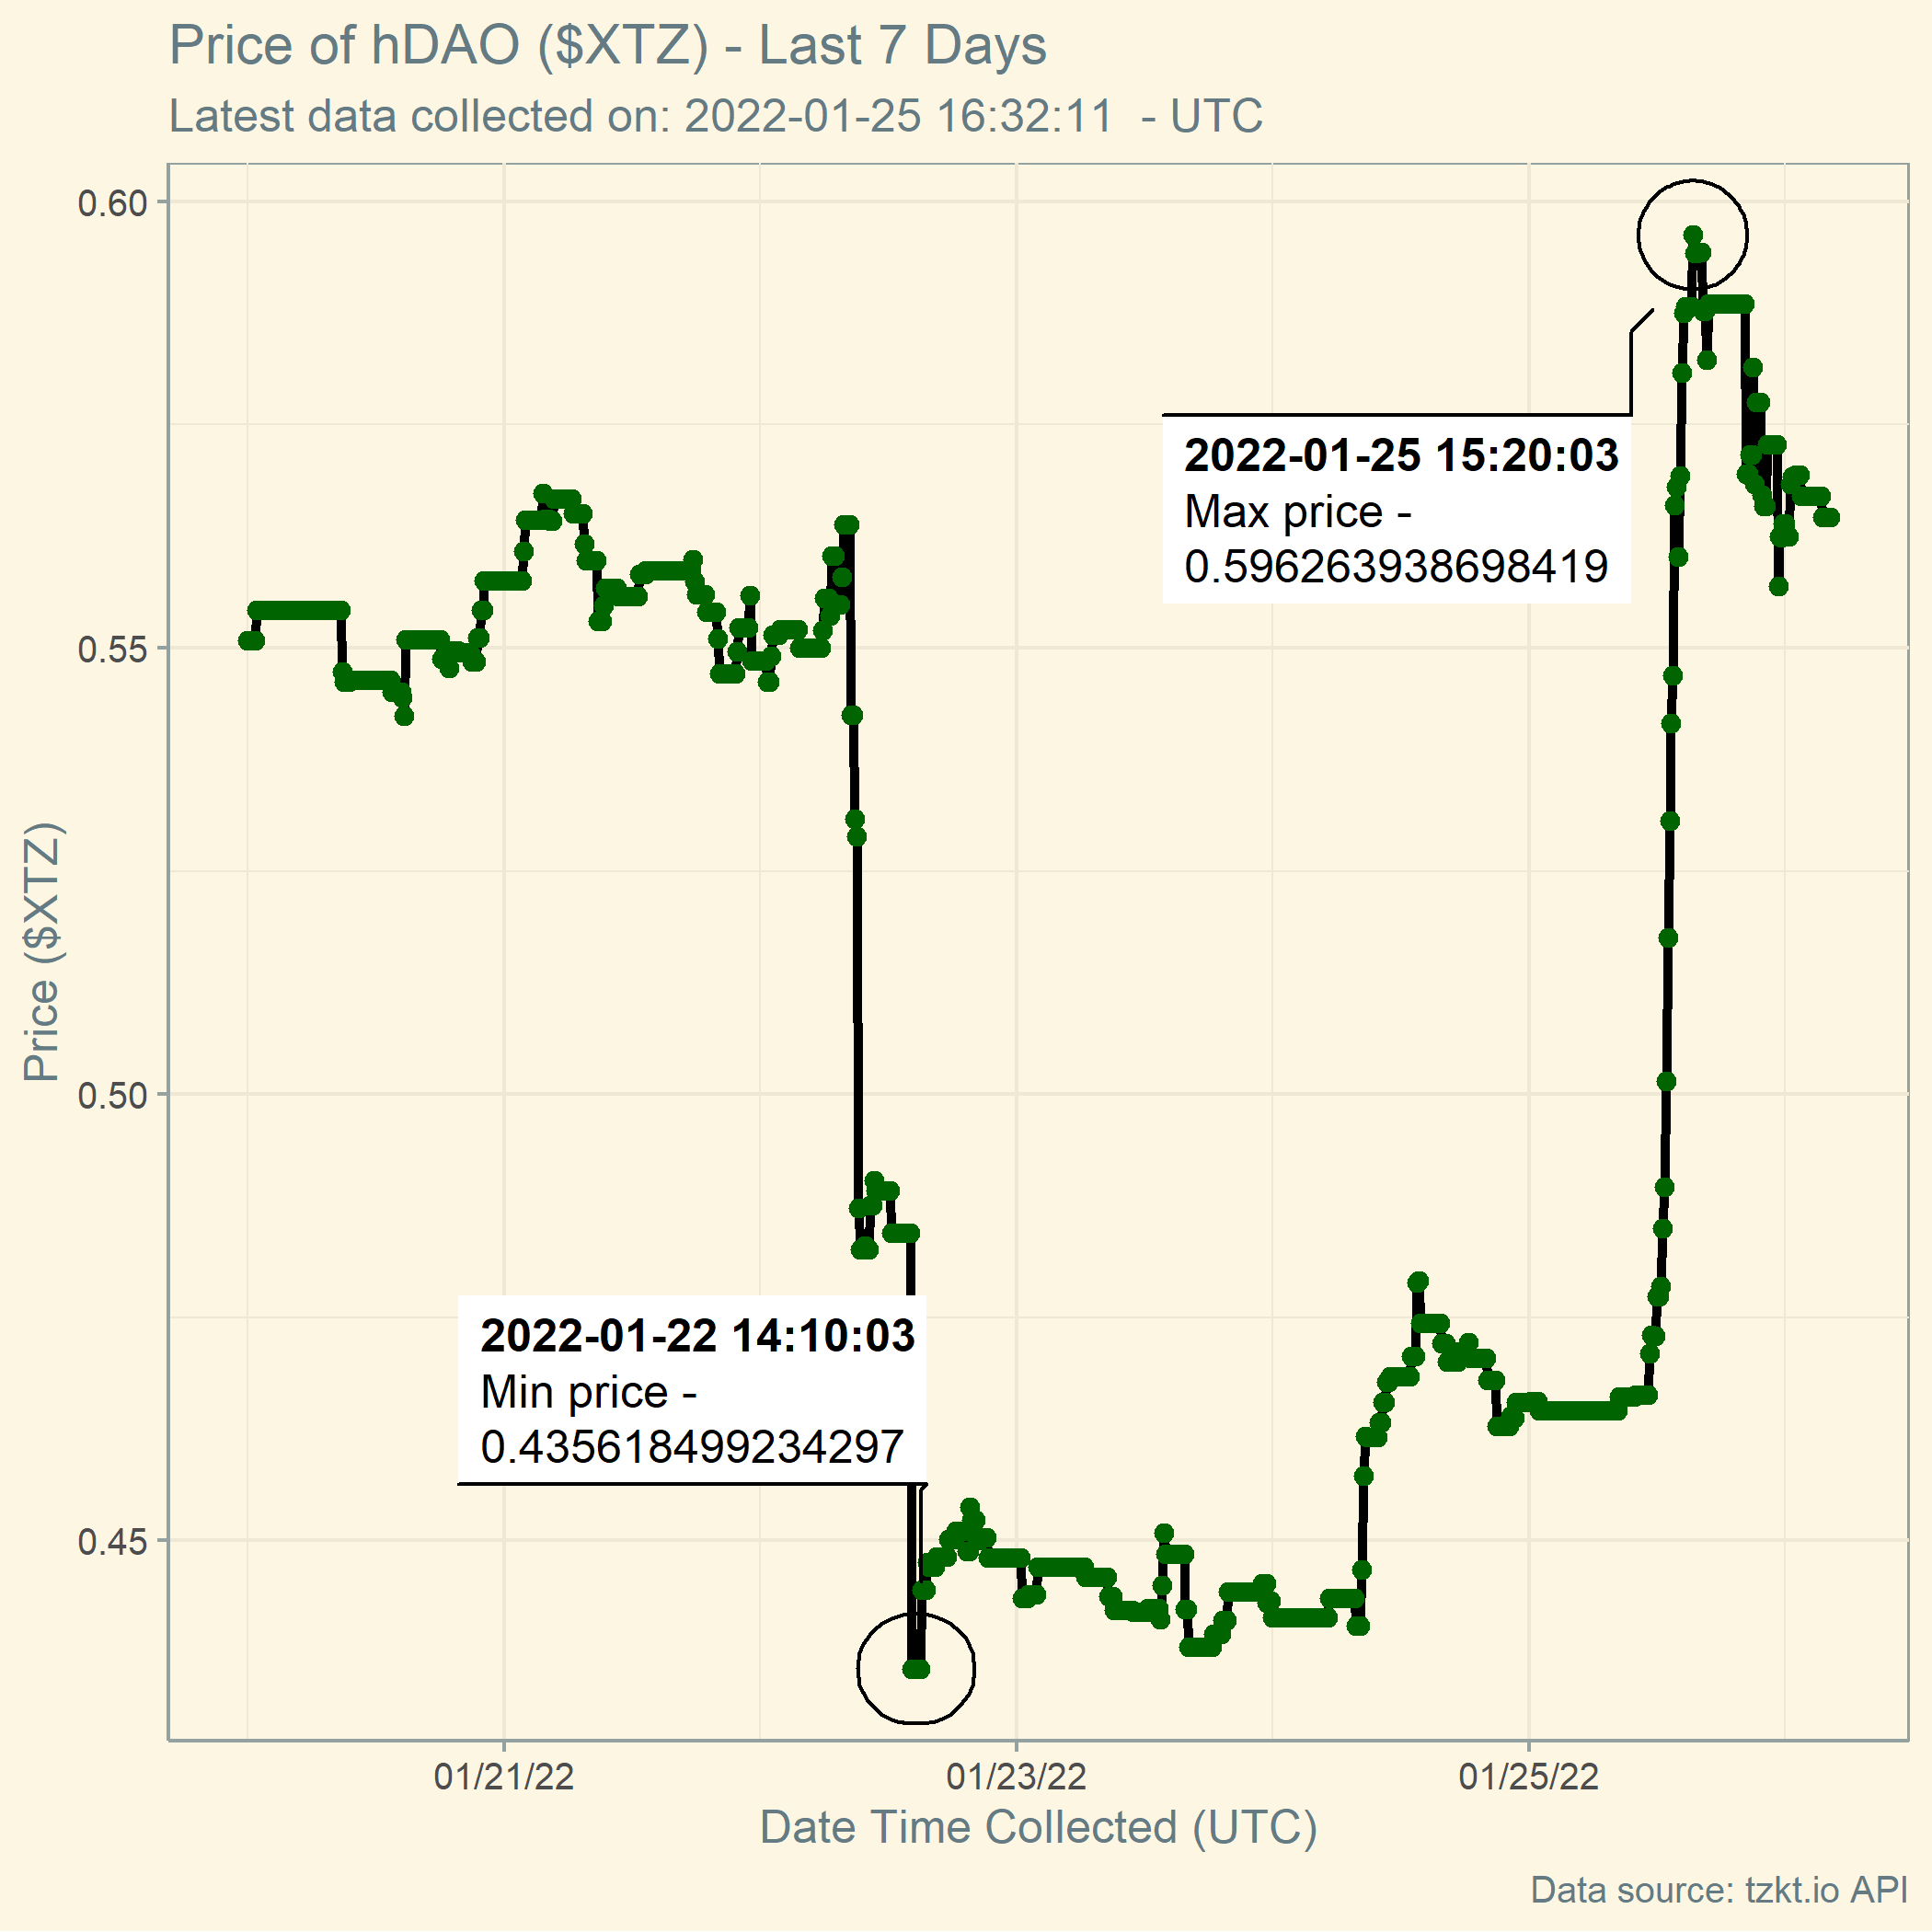 Price of hDAO ($XTZ) - Last 7 Days
Latest data collected on: 2022-01-25 16:32:11  - UTC
0.60
0.55
0.50
0.45
Price ($XTZ)
2022-01-25 15:20:03
Max price -
0.596263938698419
2022-01-22 14:10:03
Min price -
0.435618499234297
01/21/22
01/23/22
01/25/22
Date Time Collected (UTC)
Data source: tzkt.io API